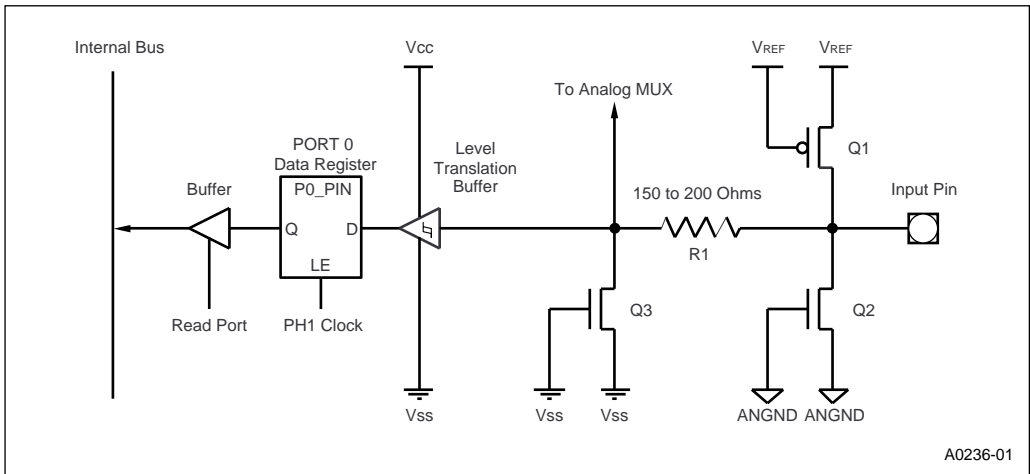 Internal Bus
Vcc
VREF
VREF
To Analog MUX
PORT 0
Data Register
Level
Translation
Buffer
Q1
Buffer
P0_PIN
150 to 200 Ohms
Input Pin
Q
D
R1
LE
Q3
Q2
Read Port
PH1 Clock
Vss
Vss
Vss
ANGND
ANGND
A0236-01